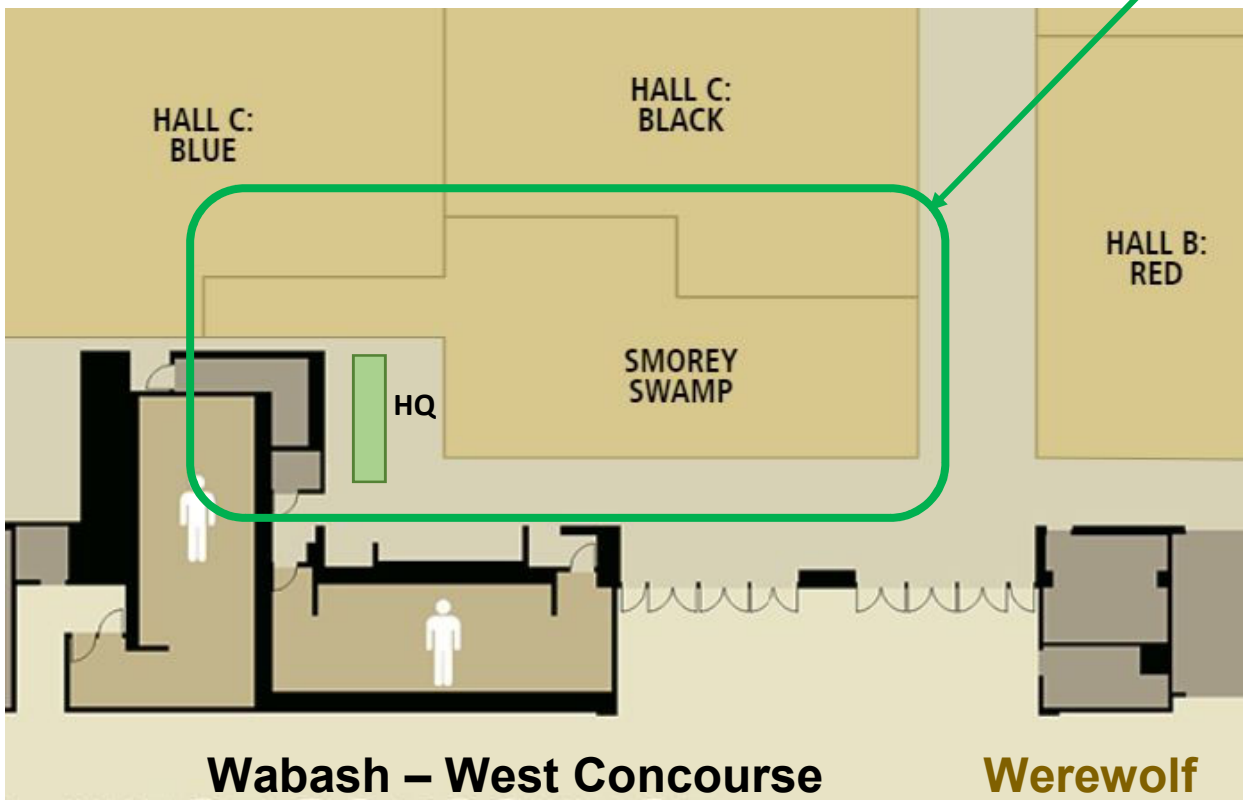 HALL C:
BLUE
HALL C:
BLACK
HALL B:
RED
SMOREY
SWAMP
HQ
Wabash – West Concourse
Werewolf